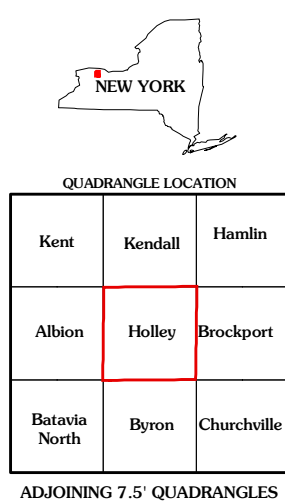 NEW YORK
QUADRANGLE LOCATION
Kent Kendall Hamlin
Albion Holley Brockport
Batavia
North Byron Churchville
ADJOINING 7.5' QUADRANGLES